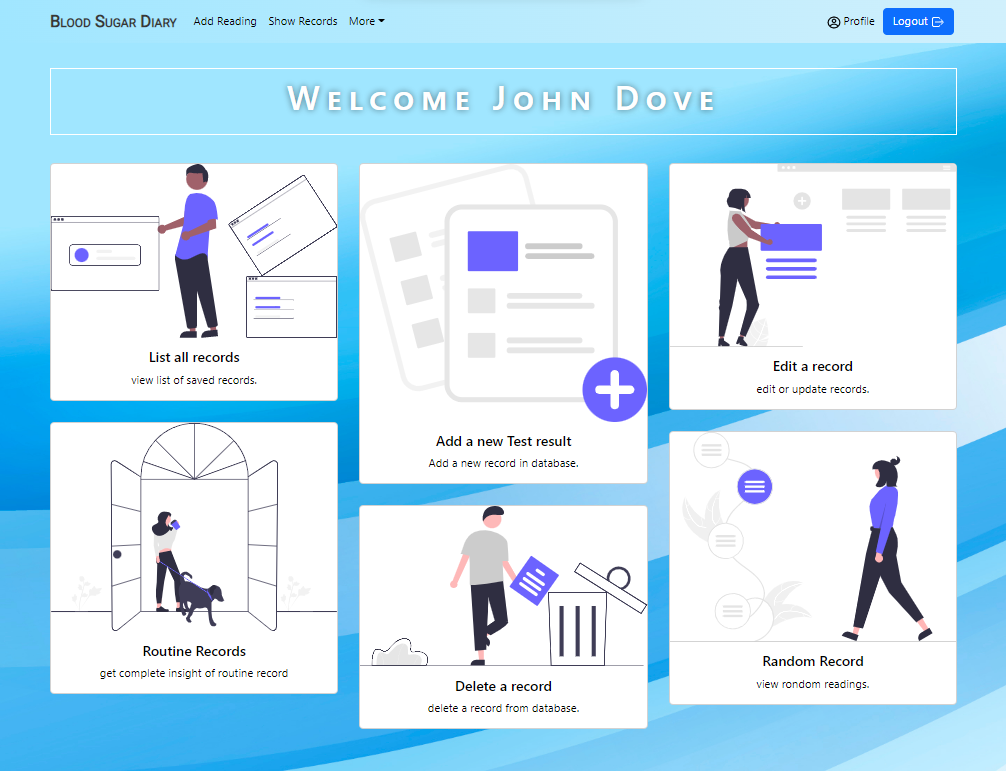 Blood Sugar Diary Add Reading Show Records More Profile Logout
Welcome John Dove
List all records
view list of saved records.
Add a new Test result
Add a new record in database.
Edit a record
edit or update records.
Routine Records
get complete insight of routine record
Delete a record
delete a record from database.
Random Record
view rondom readings.